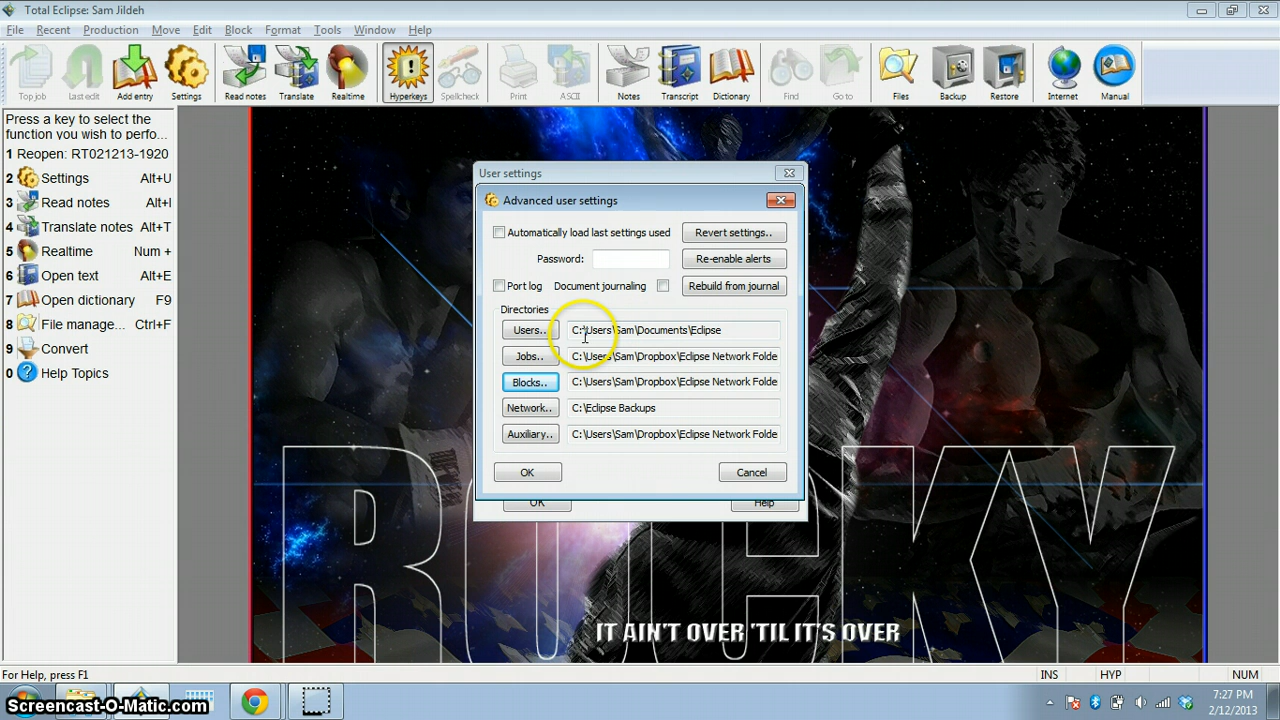 Total Eclipse: Sam Jildeh
File Recent Production Move Edit Block Format Tools Window Help
Top job Last edit Add entry Settings Read notes Translate Realtime Hyperkeys Spellcheck Print ASCII Notes Transcript Dictionary Find Go to Files Backup Restore Internet Manual
Press a key to select the
function you wish to perfo...
1 Reopen: RT021213-1920
2 Settings Alt+U
3 Read notes Alt+I
4 Translate notes Alt+T
5 Realtime Num +
6 Open text Alt+E
7 Open dictionary F9
8 File manage... Ctrl+F
9 Convert
0 Help Topics
User settings
Advanced user settings
Automatically load last settings used Revert settings..
Password: Re-enable alerts
Port log Document journaling Rebuild from journal
Directories
Users.. C:\Users\Sam\Documents\Eclipse
Jobs.. C:\Users\Sam\Dropbox\Eclipse Network Folde
Blocks.. C:\Users\Sam\Dropbox\Eclipse Network Folde
Network.. C:\Eclipse Backups
Auxiliary.. C:\Users\Sam\Dropbox\Eclipse Network Folde
OK Cancel
OK Help
ROCKY
IT AIN'T OVER 'TIL IT'S OVER
For Help, press F1 INS HYP NUM
Screencast-O-Matic.com
7:27 PM
2/12/2013